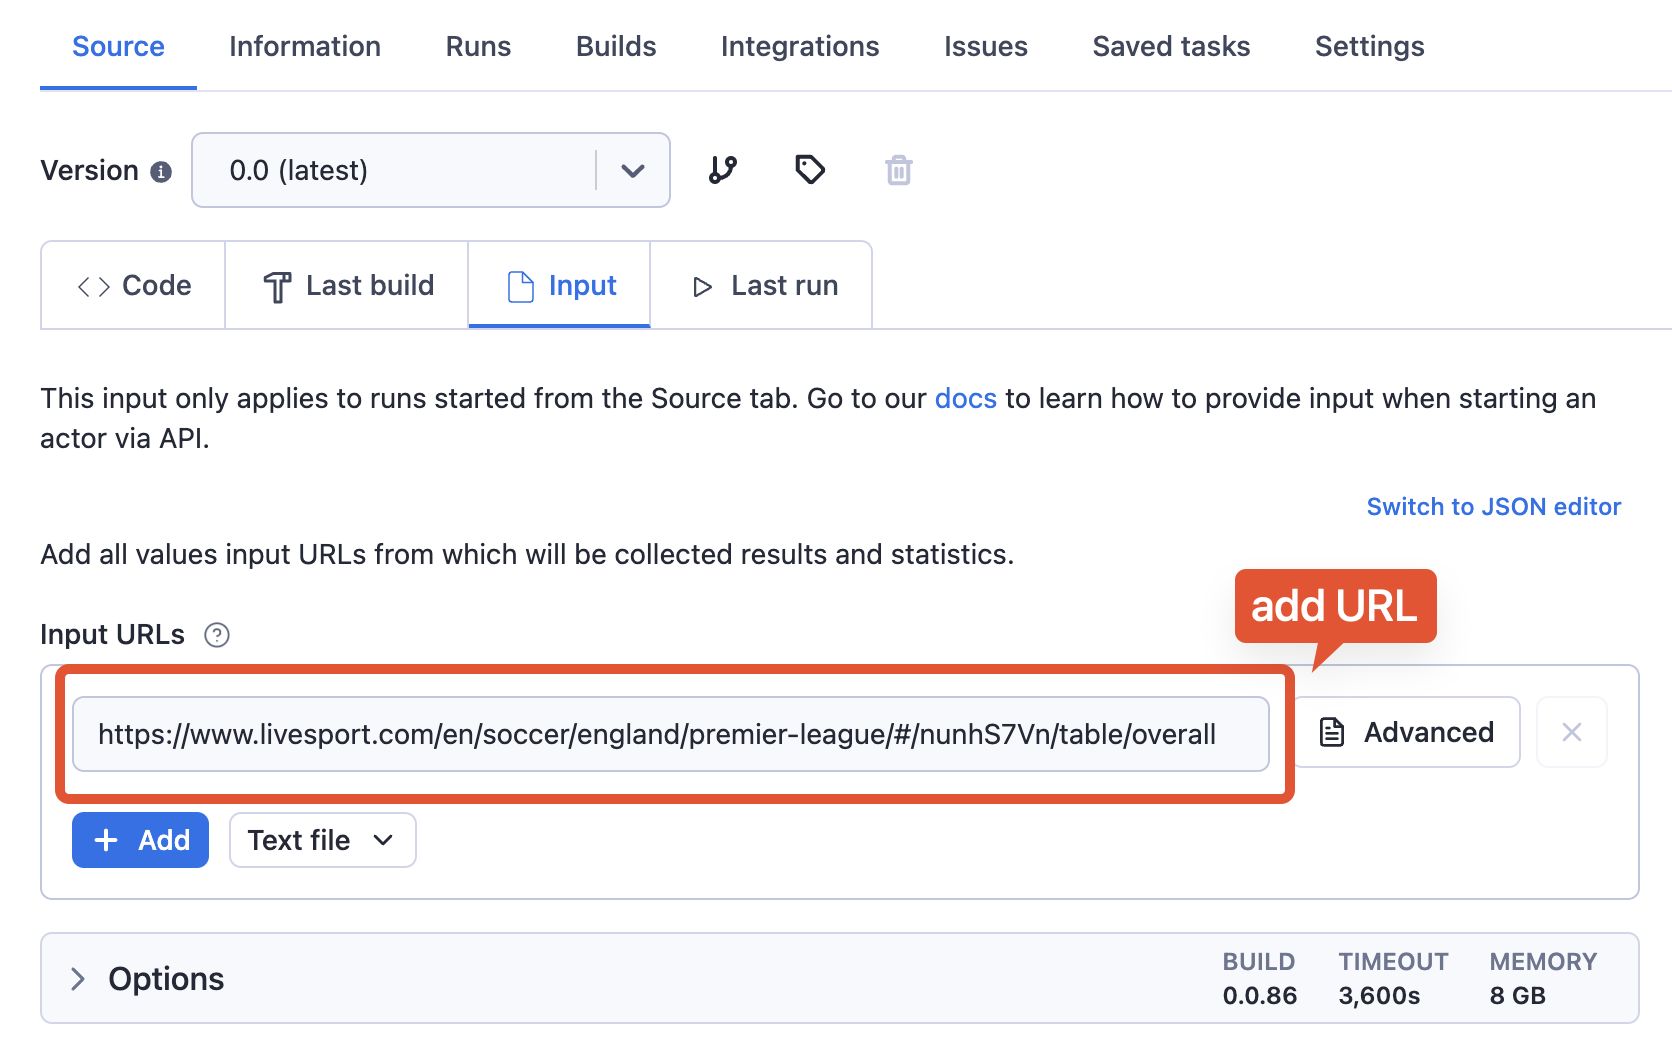 Source Information Runs Builds Integrations Issues Saved tasks Settings
Version 0.0 (latest)
Code Last build Input Last run
This input only applies to runs started from the Source tab. Go to our docs to learn how to provide input when starting an
actor via API.
Switch to JSON editor
Add all values input URLs from which will be collected results and statistics.
add URL
Input URLs
https://www.livesport.com/en/soccer/england/premier-league/#/nunhS7Vn/table/overall
Advanced
Add Text file
Options
BUILD TIMEOUT MEMORY
0.0.86 3,600s 8 GB